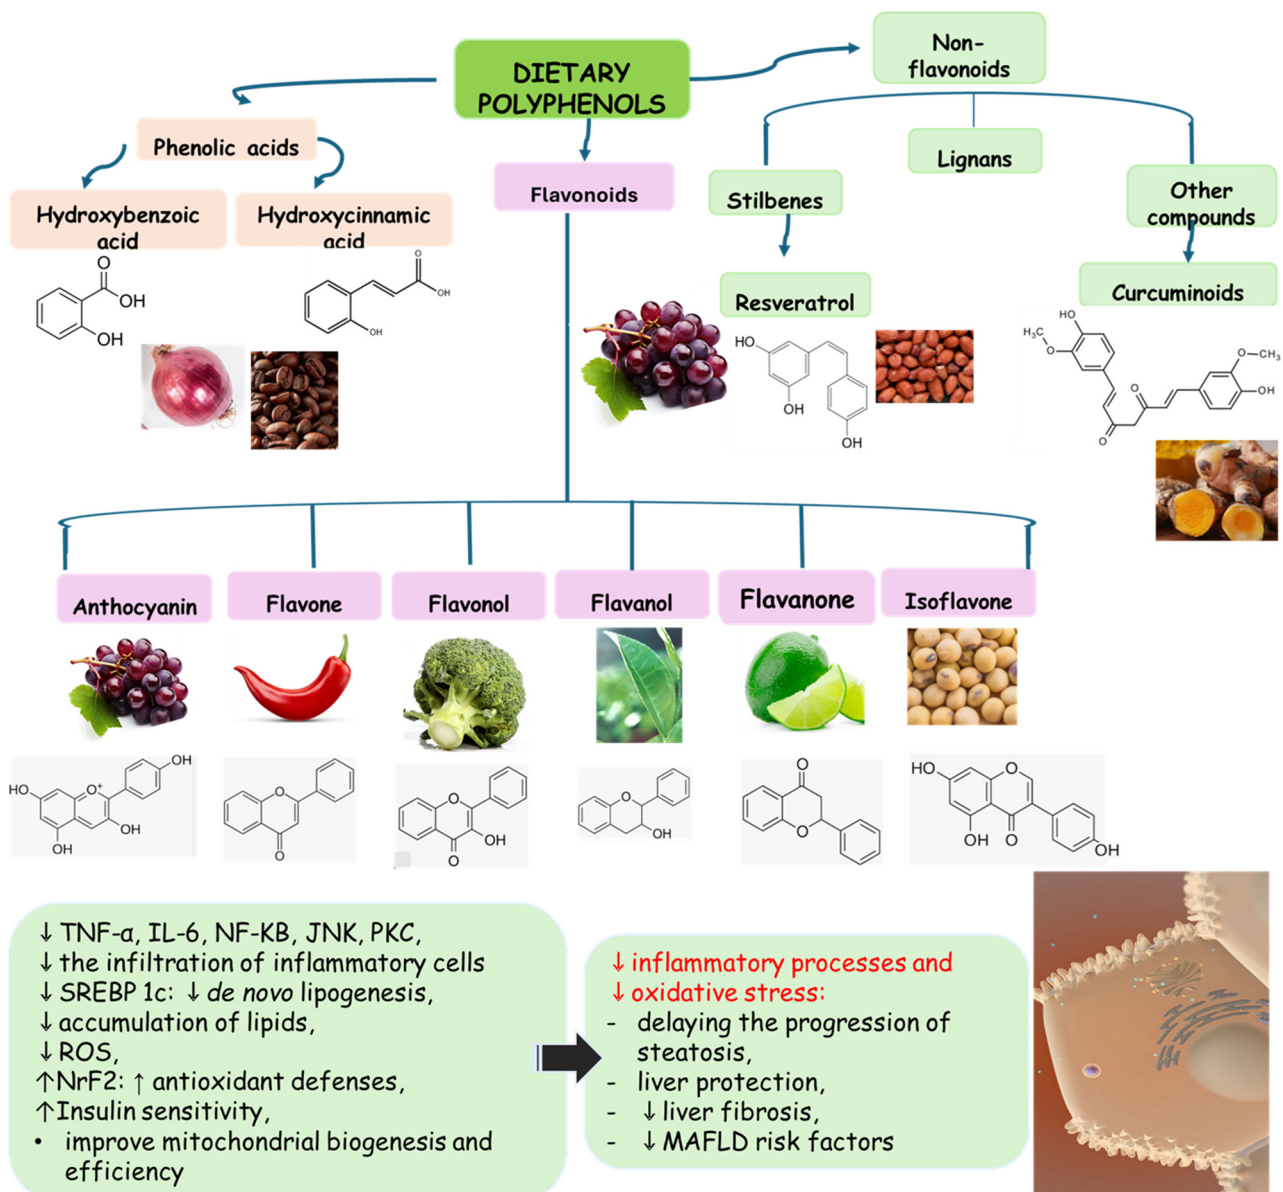 DIETARY
POLYPHENOLS
Non-
flavonoids
Phenolic acids
Hydroxybenzoic
acid
Hydroxycinnamic
acid
Flavonoids
Stilbenes
Lignans
Other
compounds
Resveratrol
Curcuminoids
O
OH
OH
O
OH
OH
HO
OH
OH
HO
H₃C
O
O
O
O
CH₃
OH
Anthocyanin
Flavone
Flavonol
Flavanol
Flavanone
Isoflavone
OH
HO
O⁺
OH
OH
O
O
O
OH
O
O
OH
O
O
HO
O
OH
O
OH
↓ TNF-α, IL-6, NF-KB, JNK, PKC,
↓ the infiltration of inflammatory cells
↓ SREBP 1c: ↓ de novo lipogenesis,
↓ accumulation of lipids,
↓ ROS,
↑NrF2: ↑ antioxidant defenses,
↑Insulin sensitivity,
• improve mitochondrial biogenesis and
efficiency
↓ inflammatory processes and
↓ oxidative stress:
- delaying the progression of
steatosis,
- liver protection,
- ↓ liver fibrosis,
- ↓ MAFLD risk factors